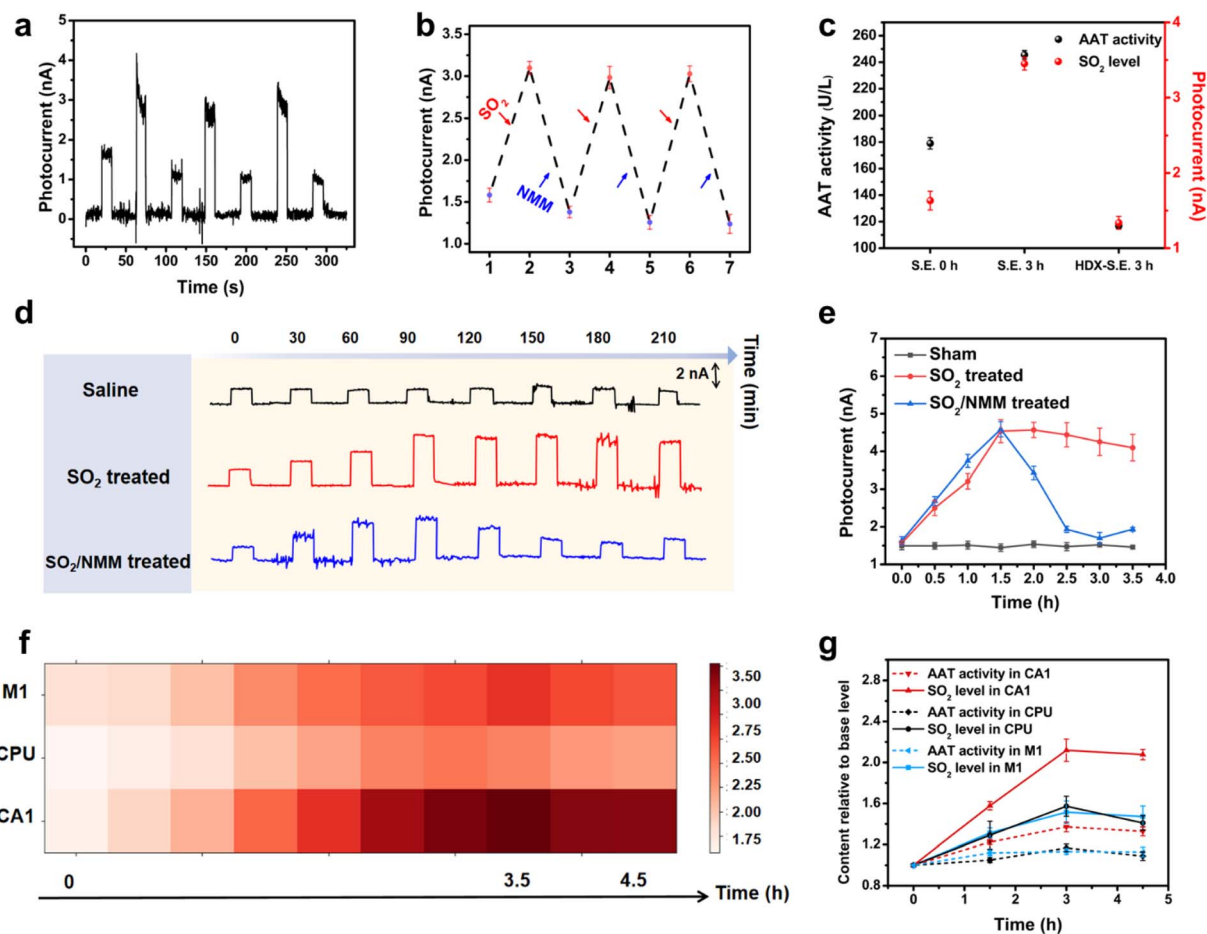 a
Photocurrent (nA)
5
4
3
2
1
0
0 50 100 150 200 250 300
Time (s)
b
Photocurrent (nA)
3.5
3.0
2.5
2.0
1.5
1.0
SO2
NMM
1 2 3 4 5 6 7
c
AAT activity (U/L)
260
240
220
200
180
160
140
120
100
AAT activity
SO2 level
4
3
2
1
Photocurrent (nA)
S.E. 0 h S.E. 3 h HDX-S.E. 3 h
d
0 30 60 90 120 150 180 210
Time (min)
2 nA
Saline
SO2 treated
SO2/NMM treated
e
Photocurrent (nA)
7
6
5
4
2
1
Sham
SO2 treated
SO2/NMM treated
0.0 0.5 1.0 1.5 2.0 2.5 3.0 3.5 4.0
Time (h)
f
M1
CPU
CA1
3.50
3.00
2.75
2.50
2.25
2.00
1.75
0 3.5 4.5
Time (h)
g
Content relative to base level
2.8
2.4
2.0
1.6
1.2
0.8
AAT activity in CA1
SO2 level in CA1
AAT activity in CPU
SO2 level in CPU
AAT activity in M1
SO2 level in M1
0 1 2 3 4 5
Time (h)